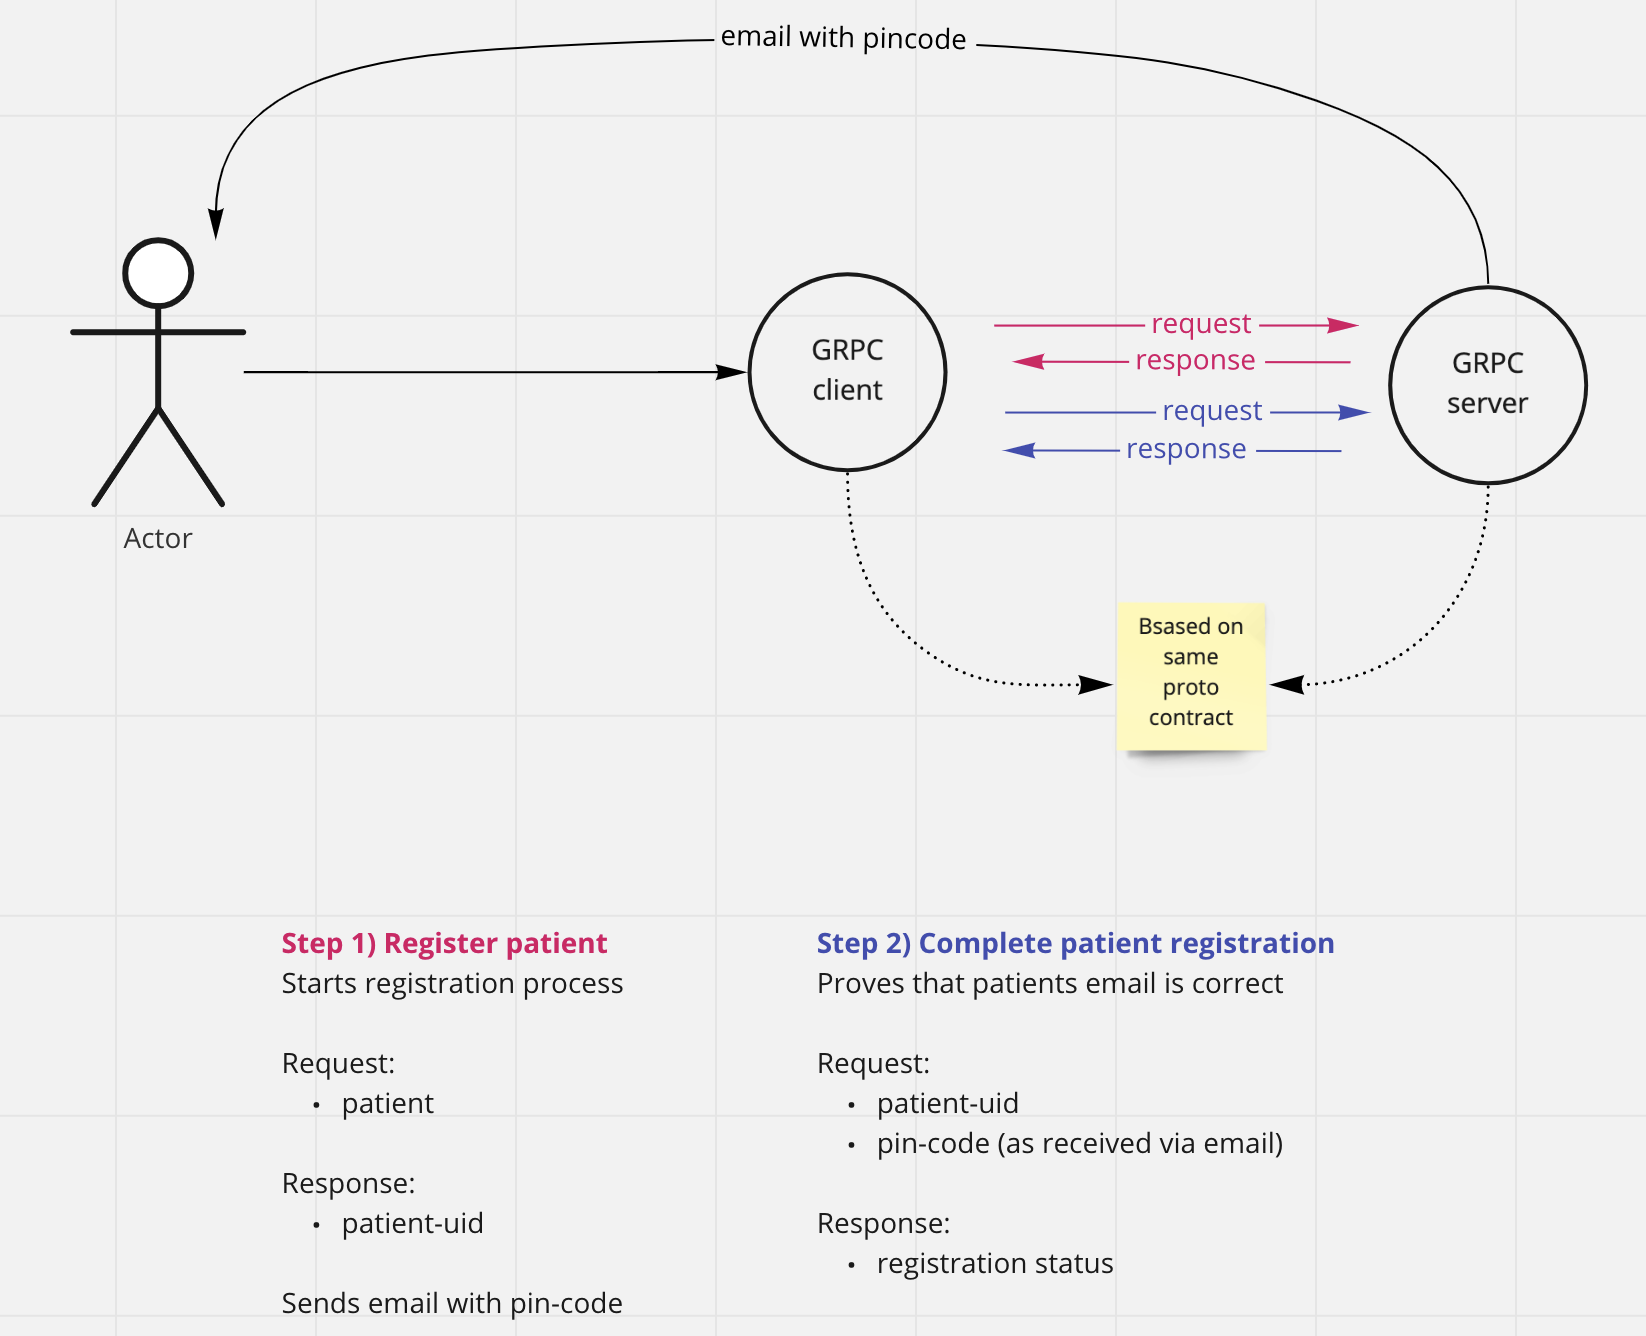 email with pincode
GRPC
client
request
response
request
response
GRPC
server
Actor
Bsased on
same
proto
contract
Step 1) Register patient
Starts registration process
Request:
• patient
Response:
• patient-uid
Sends email with pin-code
Step 2) Complete patient registration
Proves that patients email is correct
Request:
• patient-uid
• pin-code (as received via email)
Response:
• registration status